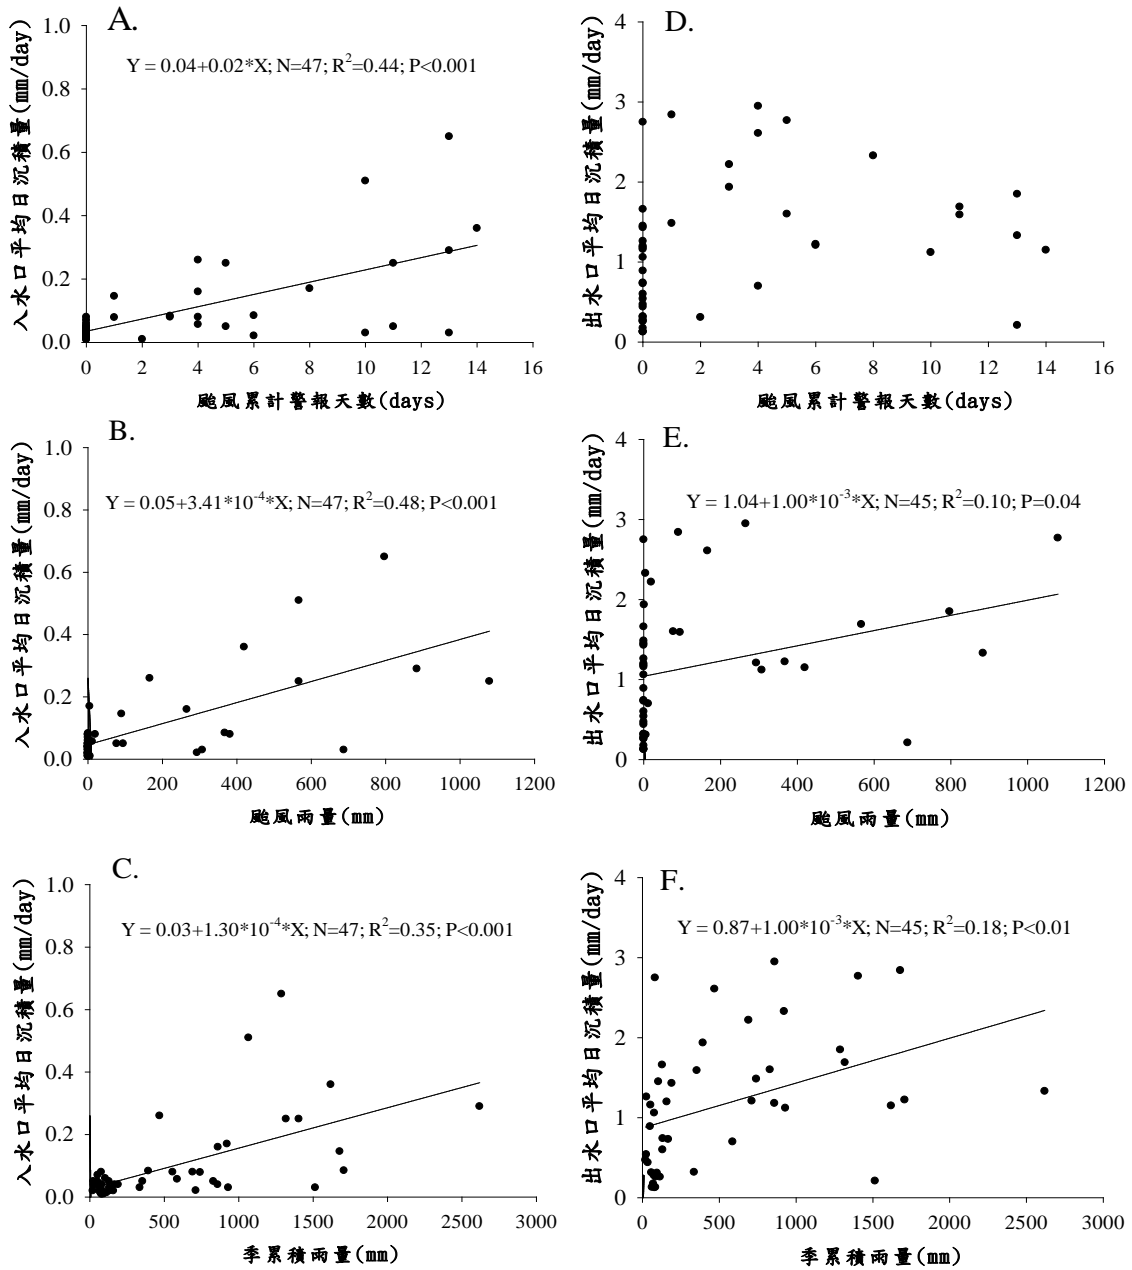 A.
Y = 0.04+0.02*X; N=47; R²=0.44; P<0.001
入水口平均日沉積量(mm/day)
1.0
0.8
0.6
0.4
0.2
0.0
0 2 4 6 8 10 12 14 16
颱風累計警報天數(days)
D.
出水口平均日沉積量(mm/day)
4
3
2
1
0
0 2 4 6 8 10 12 14 16
颱風累計警報天數(days)
B.
Y = 0.05+3.41*10⁻⁴*X; N=47; R²=0.48; P<0.001
入水口平均日沉積量(mm/day)
1.0
0.8
0.6
0.4
0.2
0.0
0 200 400 600 800 1000 1200
颱風雨量(mm)
E.
Y = 1.04+1.00*10⁻³*X; N=45; R²=0.10; P=0.04
出水口平均日沉積量(mm/day)
4
3
2
1
0
0 200 400 600 800 1000 1200
颱風雨量(mm)
C.
Y = 0.03+1.30*10⁻⁴*X; N=47; R²=0.35; P<0.001
入水口平均日沉積量(mm/day)
1.0
0.8
0.6
0.4
0.2
0.0
0 500 1000 1500 2000 2500 3000
季累積雨量(mm)
F.
Y = 0.87+1.00*10⁻³*X; N=45; R²=0.18; P<0.01
出水口平均日沉積量(mm/day)
4
3
2
1
0
0 500 1000 1500 2000 2500 3000
季累積雨量(mm)